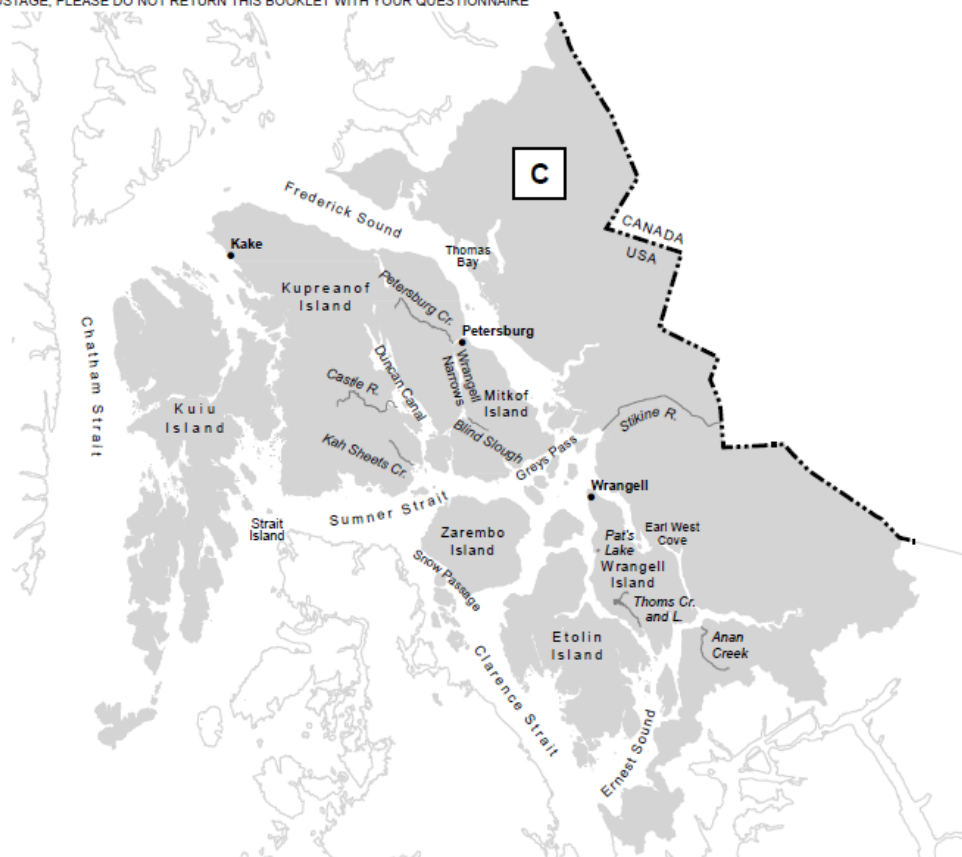 OSTAGE, PLEASE DO NOT RETURN THIS BOOKLET WITH YOUR QUESTIONNAIRE
C
CANADA
USA
Frederick Sound
Thomas
Bay
Kake
Kupreanof
Island
Petersburg Cr.
Petersburg
Chatham Strait
Duncan Canal
Wrangell
Narrows
Mitkof
Island
Castle R.
Kuiu
Island
Stikine R.
Blind Slough
Kah Sheets Cr.
Greys Pass
Wrangell
Sumner Strait
Strait
Island
Zarembo
Island
Pat's
Lake
Earl West
Cove
Wrangell
Island
Snow Passage
Thoms Cr.
and L.
Etolin
Island
Anan
Creek
Clarence Strait
Ernest Sound